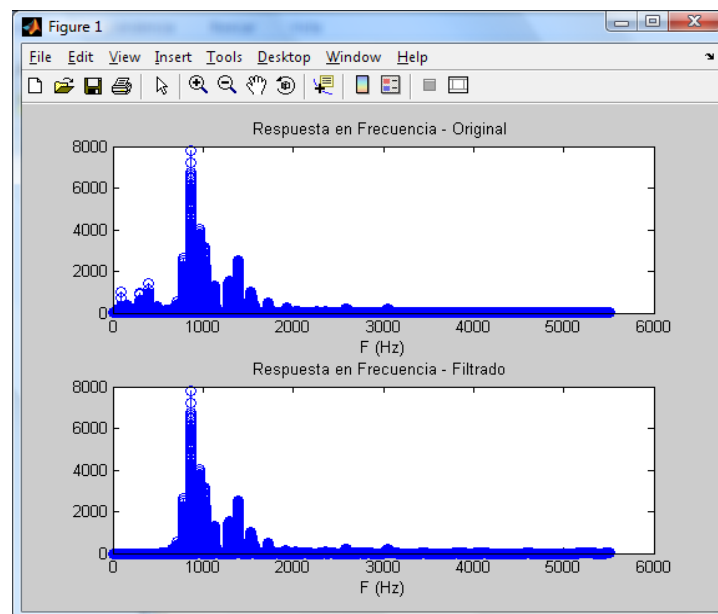 Figure 1
File Edit View Insert Tools Desktop Window Help
Respuesta en Frecuencia - Original
8000
6000
4000
2000
0
0 1000 2000 3000 4000 5000 6000
F (Hz)
Respuesta en Frecuencia - Filtrado
8000
6000
4000
2000
0
0 1000 2000 3000 4000 5000 6000
F (Hz)